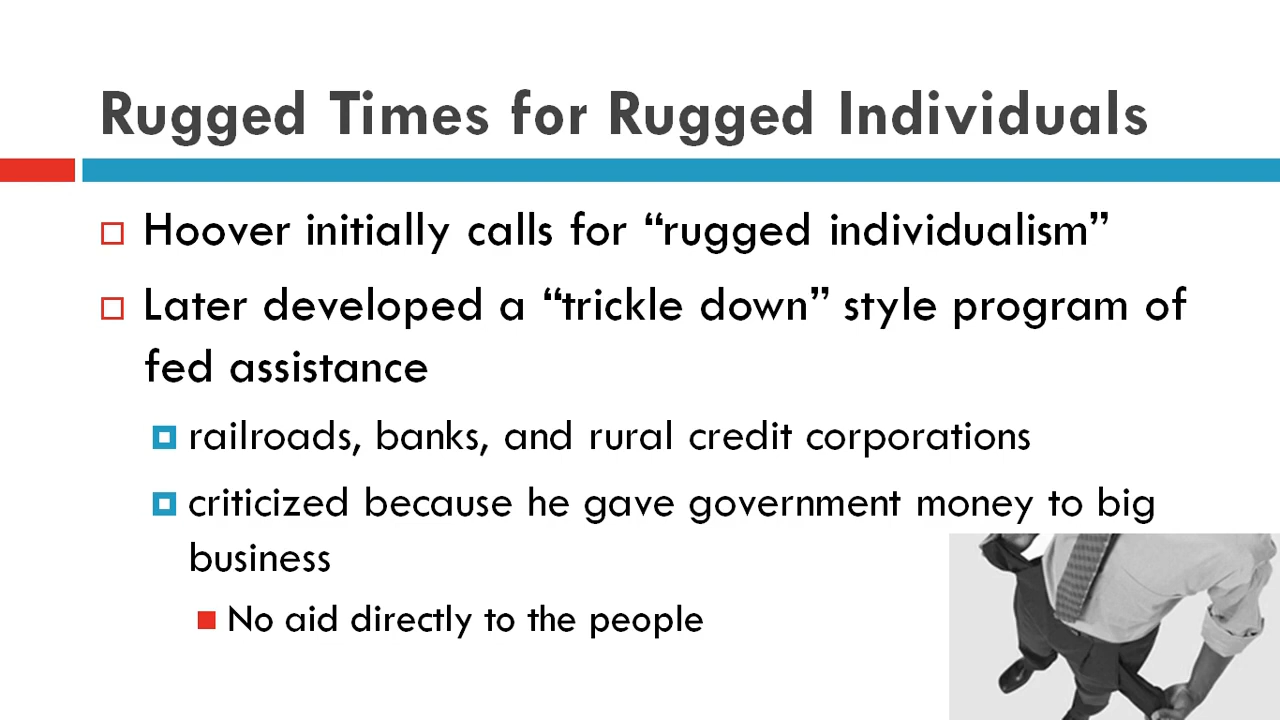 Rugged Times for Rugged Individuals
Hoover initially calls for “rugged individualism”
Later developed a “trickle down” style program of
fed assistance
railroads, banks, and rural credit corporations
criticized because he gave government money to big
business
No aid directly to the people